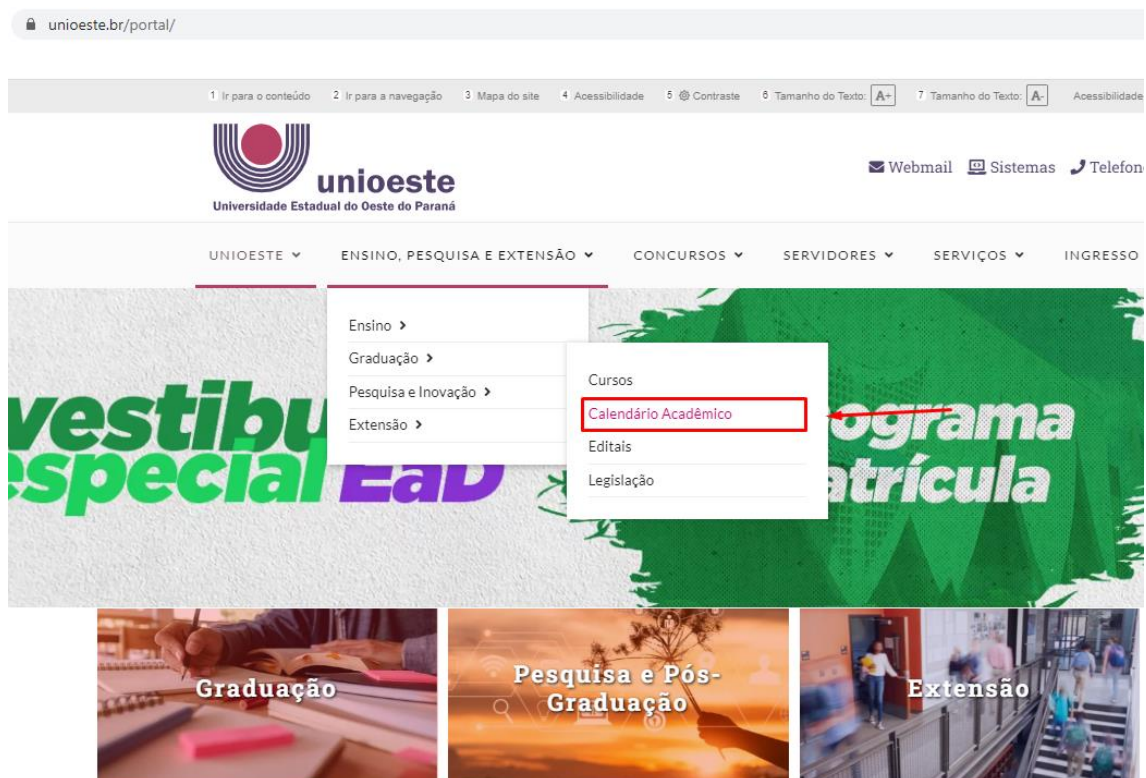 unioeste.br/portal/
1 Ir para o conteúdo 2 Ir para a navegação 3 Mapa do site 4 Acessibilidade 5 Contraste 6 Tamanho do Texto: A+ 7 Tamanho do Texto: A- Acessibilidade
unioeste
Universidade Estadual do Oeste do Paraná
Webmail Sistemas Telefon
UNIOESTE ENSINO, PESQUISA E EXTENSÃO CONCURSOS SERVIDORES SERVIÇOS INGRESSO
Ensino
Graduação
Pesquisa e Inovação
Extensão
Cursos
Calendário Acadêmico
Editais
Legislação
vestibu
especial EaD
ograma
atrícula
Graduação
Pesquisa e Pós-
Graduação
Extensão